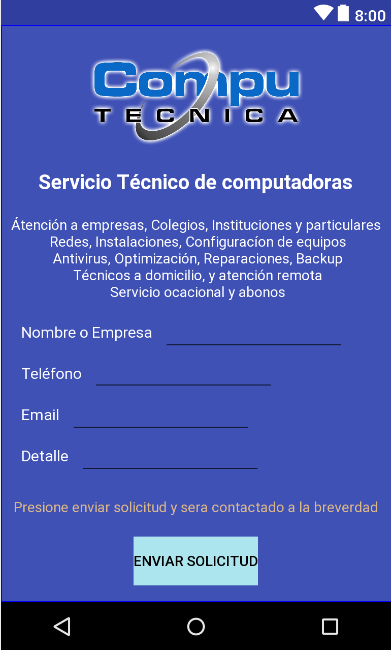 8:00
Compu
TECNICA
Servicio Técnico de computadoras
Átención a empresas, Colegios, Instituciones y particulares
Redes, Instalaciones, Configuracíon de equipos
Antivirus, Optimización, Reparaciones, Backup
Técnicos a domicilio, y atención remota
Servicio ocacional y abonos
Nombre o Empresa
Teléfono
Email
Detalle
Presione enviar solicitud y sera contactado a la breverdad
ENVIAR SOLICITUD